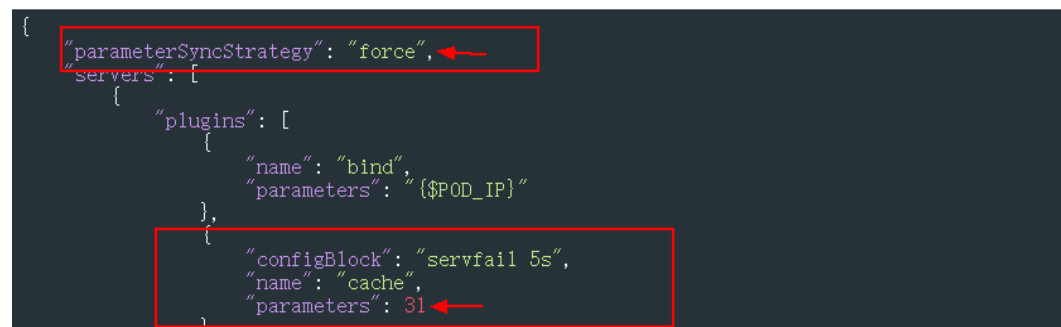 {
"parameterSyncStrategy": "force",
"servers": [
{
"plugins": [
{
"name": "bind",
"parameters": "{$POD_IP}"
},
{
"configBlock": "servfail 5s",
"name": "cache",
"parameters": 31
}